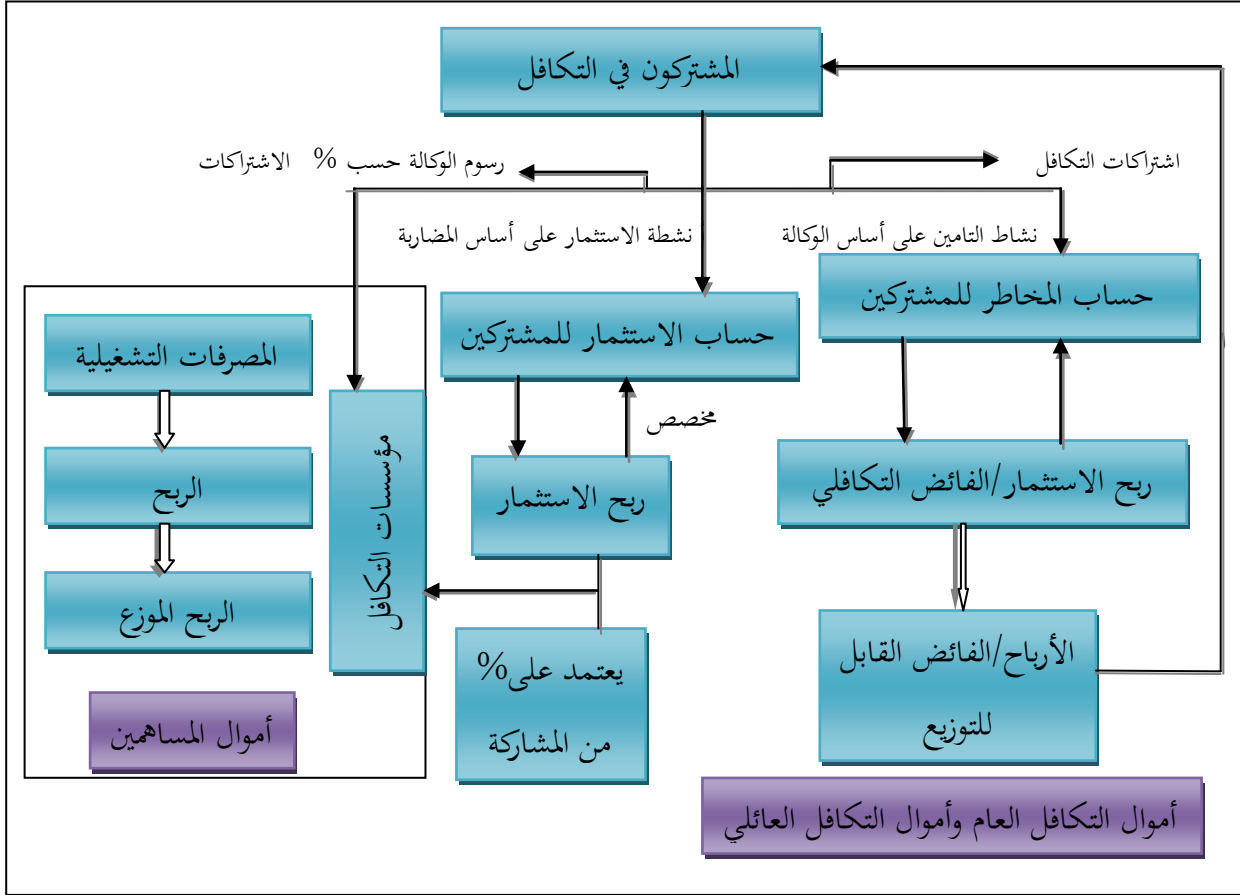 المشتركون في التكافل
اشتراكات التكافل
رسوم الوكالة حسب % الاشتراكات
نشاط التامين على أساس الوكالة
نشطة الاستثمار على أساس المضاربة
حساب المخاطر للمشتركين
حساب الاستثمار للمشتركين
المصرفات التشغيلية
مخصص
مؤسسات التكافل
ربح الاستثمار/الفائض التكافلي
ربح الاستثمار
الربح
الربح الموزع
الأرباح/الفائض القابل
للتوزيع
يعتمد على%
من المشاركة
أموال المساهمين
أموال التكافل العام وأموال التكافل العائلي